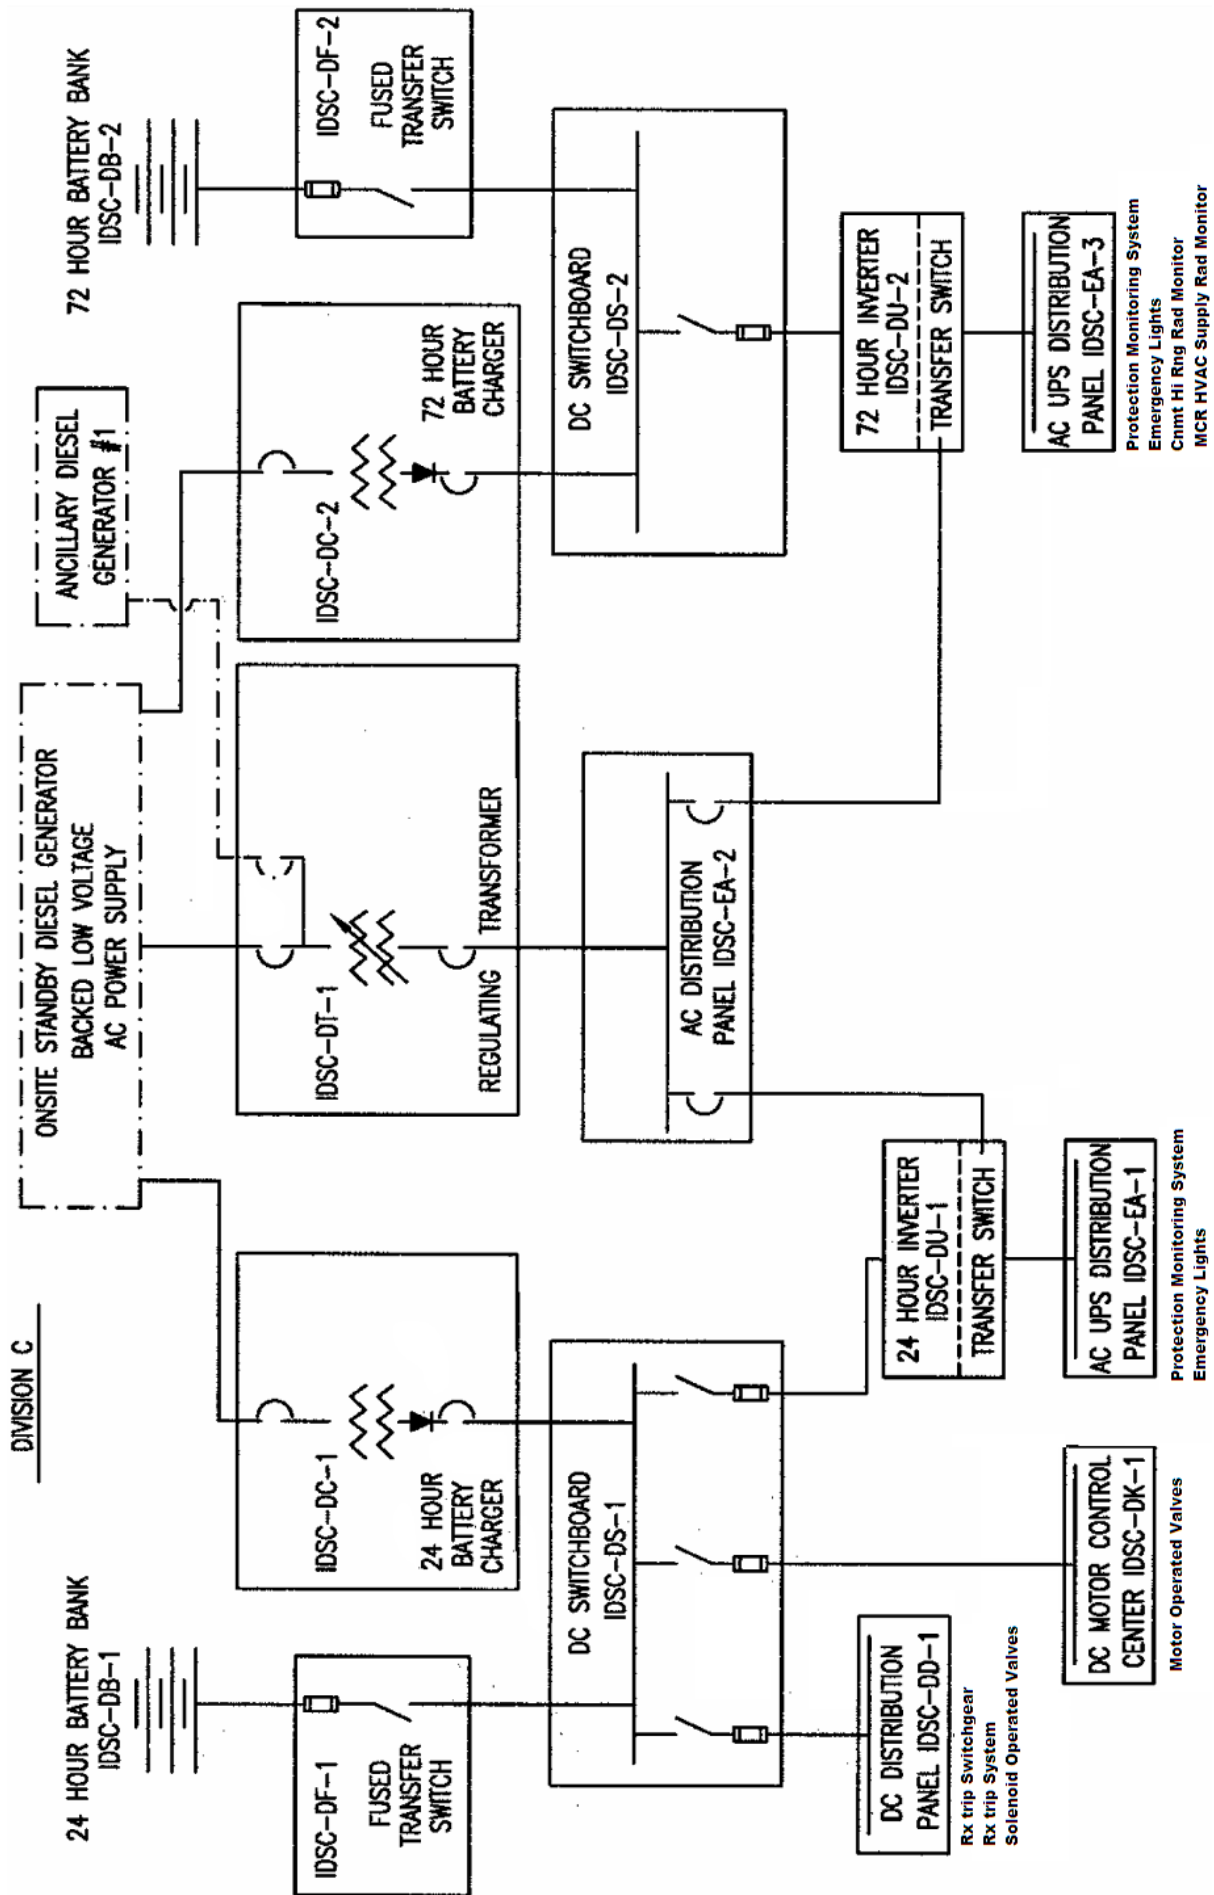 DIVISION C
ONSITE STANDBY DIESEL GENERATOR
BACKED LOW VOLTAGE
AC POWER SUPPLY
ANCILLARY DIESEL
GENERATOR #1
24 HOUR BATTERY BANK
IDSC-DB-1
72 HOUR BATTERY BANK
IDSC-DB-2
IDSC-DF-1
FUSED
TRANSFER
SWITCH
IDSC-DC-1
24 HOUR
BATTERY
CHARGER
IDSC-DT-1
REGULATING TRANSFORMER
IDSC-DC-2
72 HOUR
BATTERY
CHARGER
IDSC-DF-2
FUSED
TRANSFER
SWITCH
DC SWITCHBOARD
IDSC-DS-1
AC DISTRIBUTION
PANEL IDSC-EA-2
DC SWITCHBOARD
IDSC-DS-2
DC DISTRIBUTION
PANEL IDSC-DD-1
Rx trip Switchgear
Rx trip System
Solenoid Operated Valves
24 HOUR INVERTER
IDSC-DU-1
TRANSFER SWITCH
72 HOUR INVERTER
IDSC-DU-2
TRANSFER SWITCH
DC MOTOR CONTROL
CENTER IDSC-DK-1
Motor Operated Valves
AC UPS DISTRIBUTION
PANEL IDSC-EA-1
Protection Monitoring System
Emergency Lights
AC UPS DISTRIBUTION
PANEL IDSC-EA-3
Protection Monitoring System
Emergency Lights
Cnmt Hi Rng Rad Monitor
MCR HVAC Supply Rad Monitor